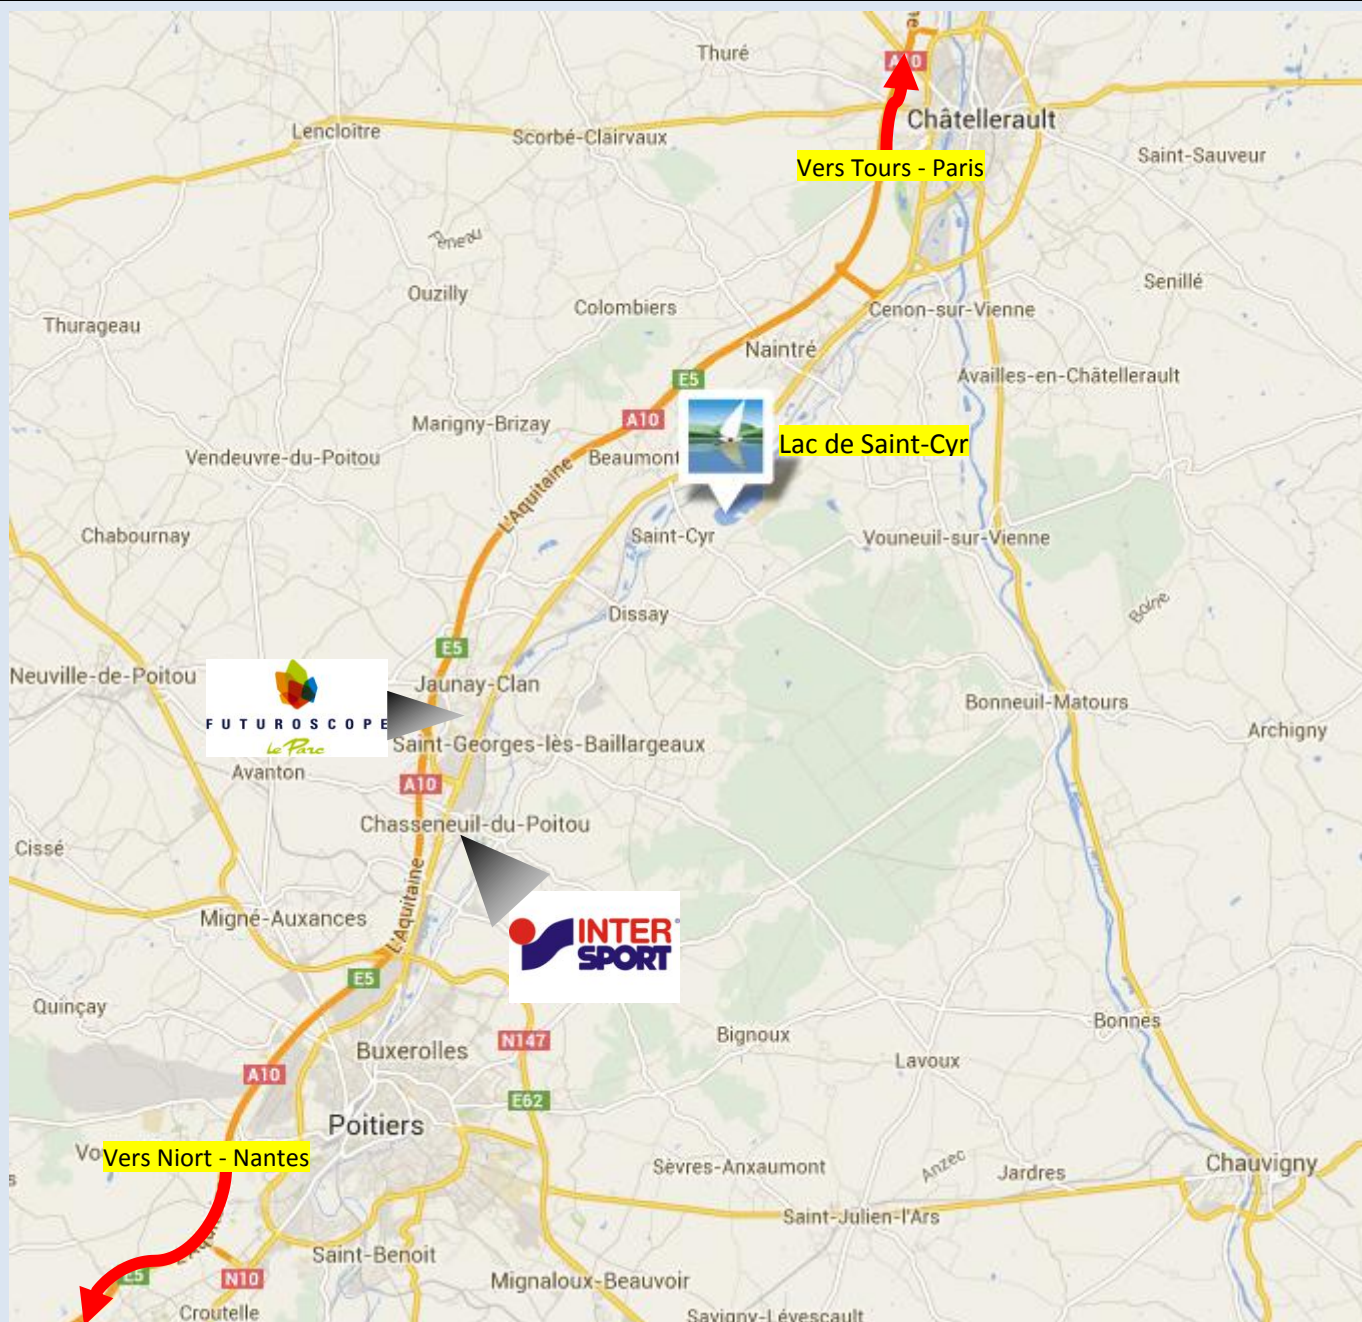 Thuré
A10
Châtellerault
Lencloître
Scorbé-Clairvaux
Saint-Sauveur
Vers Tours - Paris
Ouzilly
Senillé
Colombiers
Cenon-sur-Vienne
Thurageau
Naintré
E5
Availles-en-Châtellerault
A10
Marigny-Brizay
Lac de Saint-Cyr
Vendeuvre-du-Poitou
Beaumont
L'Aquitaine
Chabournay
Saint-Cyr
Vouneuil-sur-Vienne
Dissay
E5
Neuville-de-Poitou
Jaunay-Clan
FUTUROSCOPE
Le Parc
Bonneuil-Matours
Archigny
Saint-Georges-lès-Baillargeaux
Avanton
A10
Chasseneuil-du-Poitou
Cissé
L'Aquitaine
Migné-Auxances
INTER
SPORT
E5
Quinçay
Bonnes
Bignoux
N147
Buxerolles
Lavoux
A10
E62
Poitiers
Vo
Vers Niort - Nantes
Sèvres-Anxaumont
Anzec
Jardres
Chauvigny
Saint-Julien-l'Ars
Saint-Benoit
E5
N10
Mignaloux-Beauvoir
Croutelle
Savigny-Lévescault